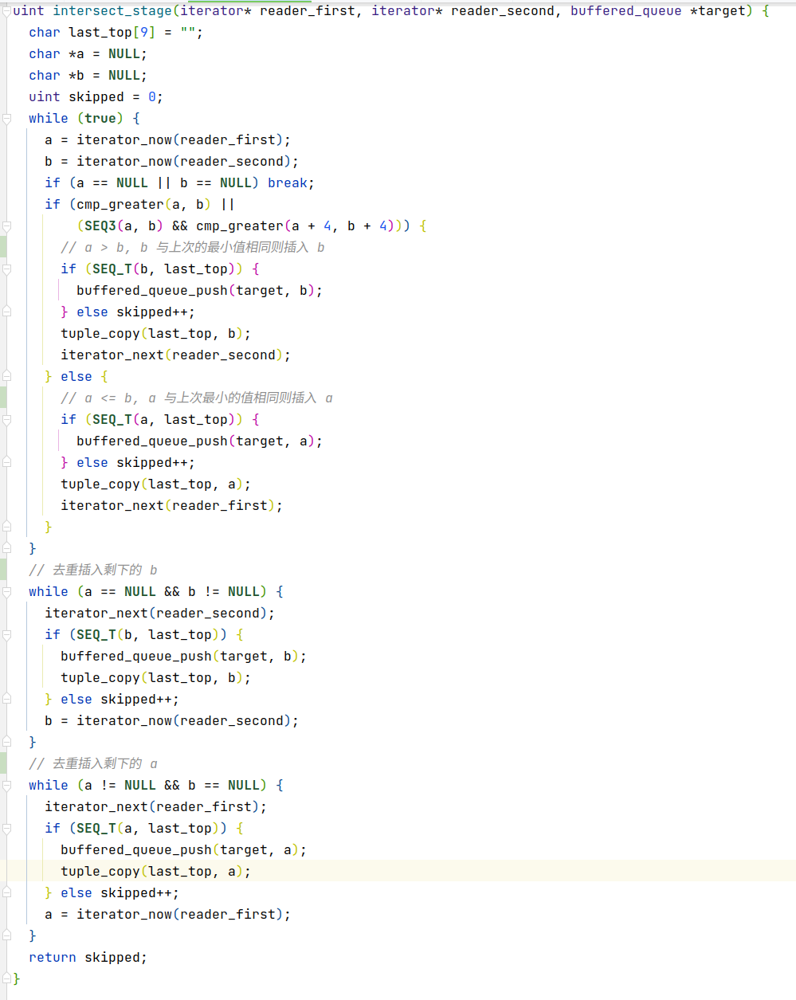 uint intersect_stage(iterator* reader_first, iterator* reader_second, buffered_queue *target) {
  char last_top[9] = "";
  char *a = NULL;
  char *b = NULL;
  uint skipped = 0;
  while (true) {
    a = iterator_now(reader_first);
    b = iterator_now(reader_second);
    if (a == NULL || b == NULL) break;
    if (cmp_greater(a, b) ||
        (SEQ3(a, b) && cmp_greater(a + 4, b + 4))) {
      // a > b, b 与上次的最小值相同则插入 b
      if (SEQ_T(b, last_top)) {
        buffered_queue_push(target, b);
      } else skipped++;
      tuple_copy(last_top, b);
      iterator_next(reader_second);
    } else {
      // a <= b, a 与上次最小的值相同则插入 a
      if (SEQ_T(a, last_top)) {
        buffered_queue_push(target, a);
      } else skipped++;
      tuple_copy(last_top, a);
      iterator_next(reader_first);
    }
  }
  // 去重插入剩下的 b
  while (a == NULL && b != NULL) {
    iterator_next(reader_second);
    if (SEQ_T(b, last_top)) {
      buffered_queue_push(target, b);
      tuple_copy(last_top, b);
    } else skipped++;
    b = iterator_now(reader_second);
  }
  // 去重插入剩下的 a
  while (a != NULL && b == NULL) {
    iterator_next(reader_first);
    if (SEQ_T(a, last_top)) {
      buffered_queue_push(target, a);
      tuple_copy(last_top, a);
    } else skipped++;
    a = iterator_now(reader_first);
  }
  return skipped;
}